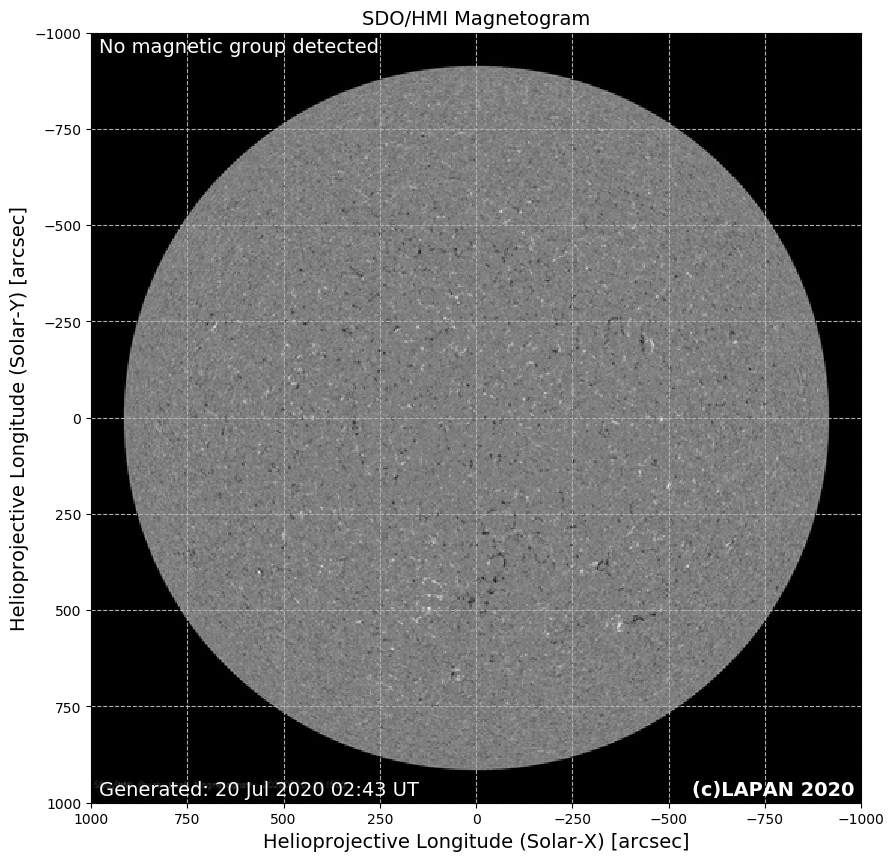 SDO/HMI Magnetogram
No magnetic group detected
−1000
−750
−500
−250
0
250
500
750
1000
Helioprojective Longitude (Solar-Y) [arcsec]
Generated: 20 Jul 2020 02:43 UT
(c)LAPAN 2020
1000 750 500 250 0 −250 −500 −750 −1000
Helioprojective Longitude (Solar-X) [arcsec]